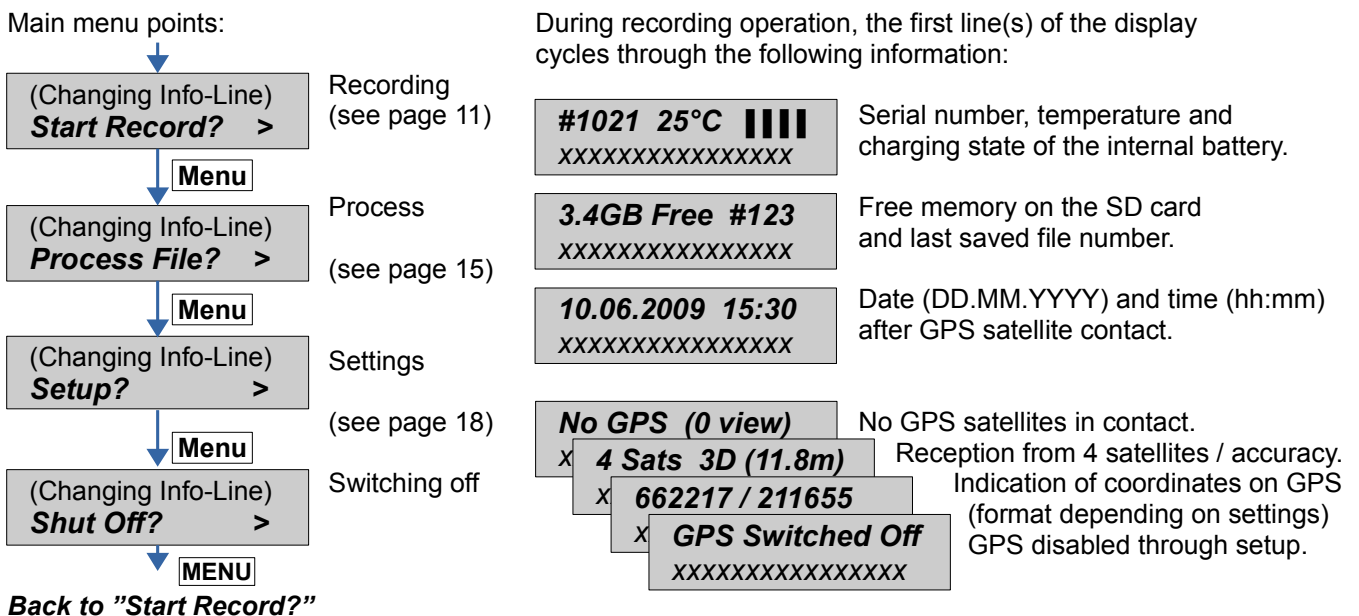 Main menu points:
(Changing Info-Line)
Start Record? >
Recording
(see page 11)
Menu
(Changing Info-Line)
Process File? >
Process
(see page 15)
Menu
(Changing Info-Line)
Setup? >
Settings
(see page 18)
Menu
(Changing Info-Line)
Shut Off? >
Switching off
MENU
Back to ”Start Record?”
During recording operation, the first line(s) of the display
cycles through the following information:
#1021 25°C ▐▐▐▐
xxxxxxxxxxxxxxxx
Serial number, temperature and
charging state of the internal battery.
3.4GB Free #123
xxxxxxxxxxxxxxxx
Free memory on the SD card
and last saved file number.
10.06.2009 15:30
xxxxxxxxxxxxxxxx
Date (DD.MM.YYYY) and time (hh:mm)
after GPS satellite contact.
No GPS (0 view)
x
No GPS satellites in contact.
4 Sats 3D (11.8m)
x
Reception from 4 satellites / accuracy.
662217 / 211655
x
Indication of coordinates on GPS
(format depending on settings)
GPS Switched Off
xxxxxxxxxxxxxxxx
GPS disabled through setup.